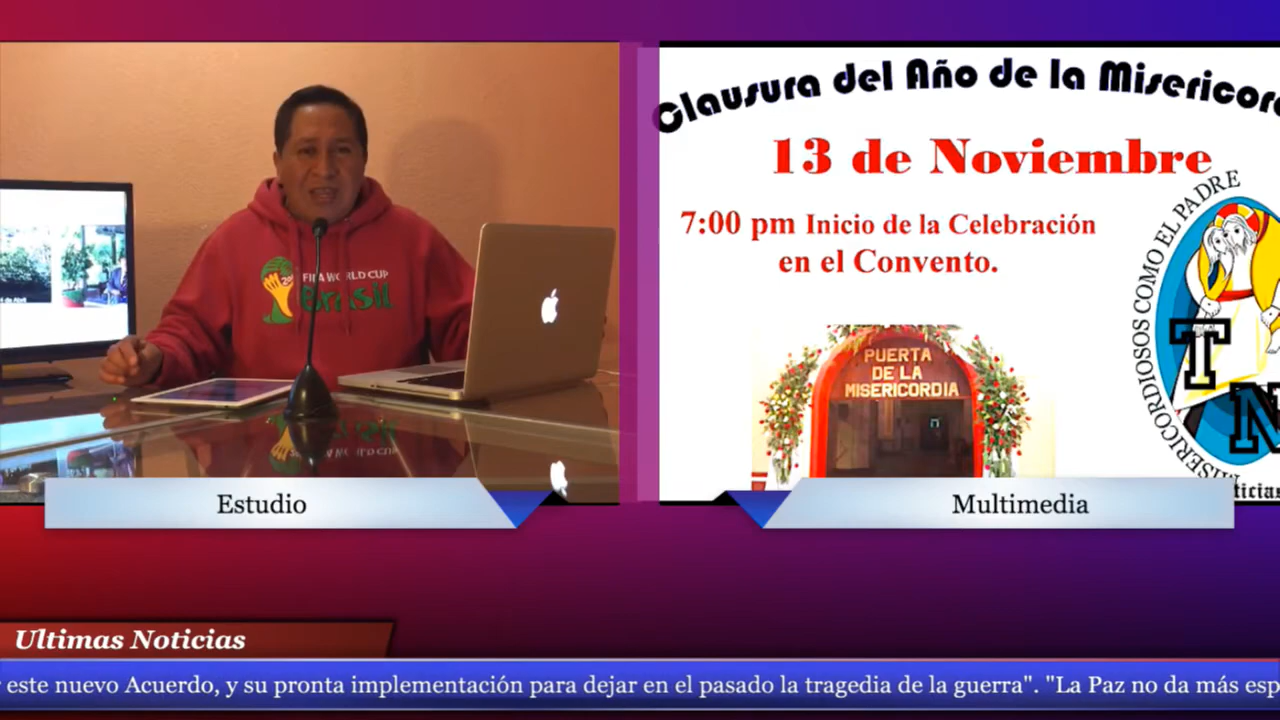 Clausura del Año de la Misericor
13 de Noviembre
7:00 pm Inicio de la Celebración
en el Convento.
MISERICORDIOSOS COMO EL PADRE
PUERTA
DE LA
MISERICORDIA
T
N
ticias
FIFA WORLD CUP
Brasil
Estudio
Multimedia
Ultimas Noticias
este nuevo Acuerdo, y su pronta implementación para dejar en el pasado la tragedia de la guerra". "La Paz no da más esp